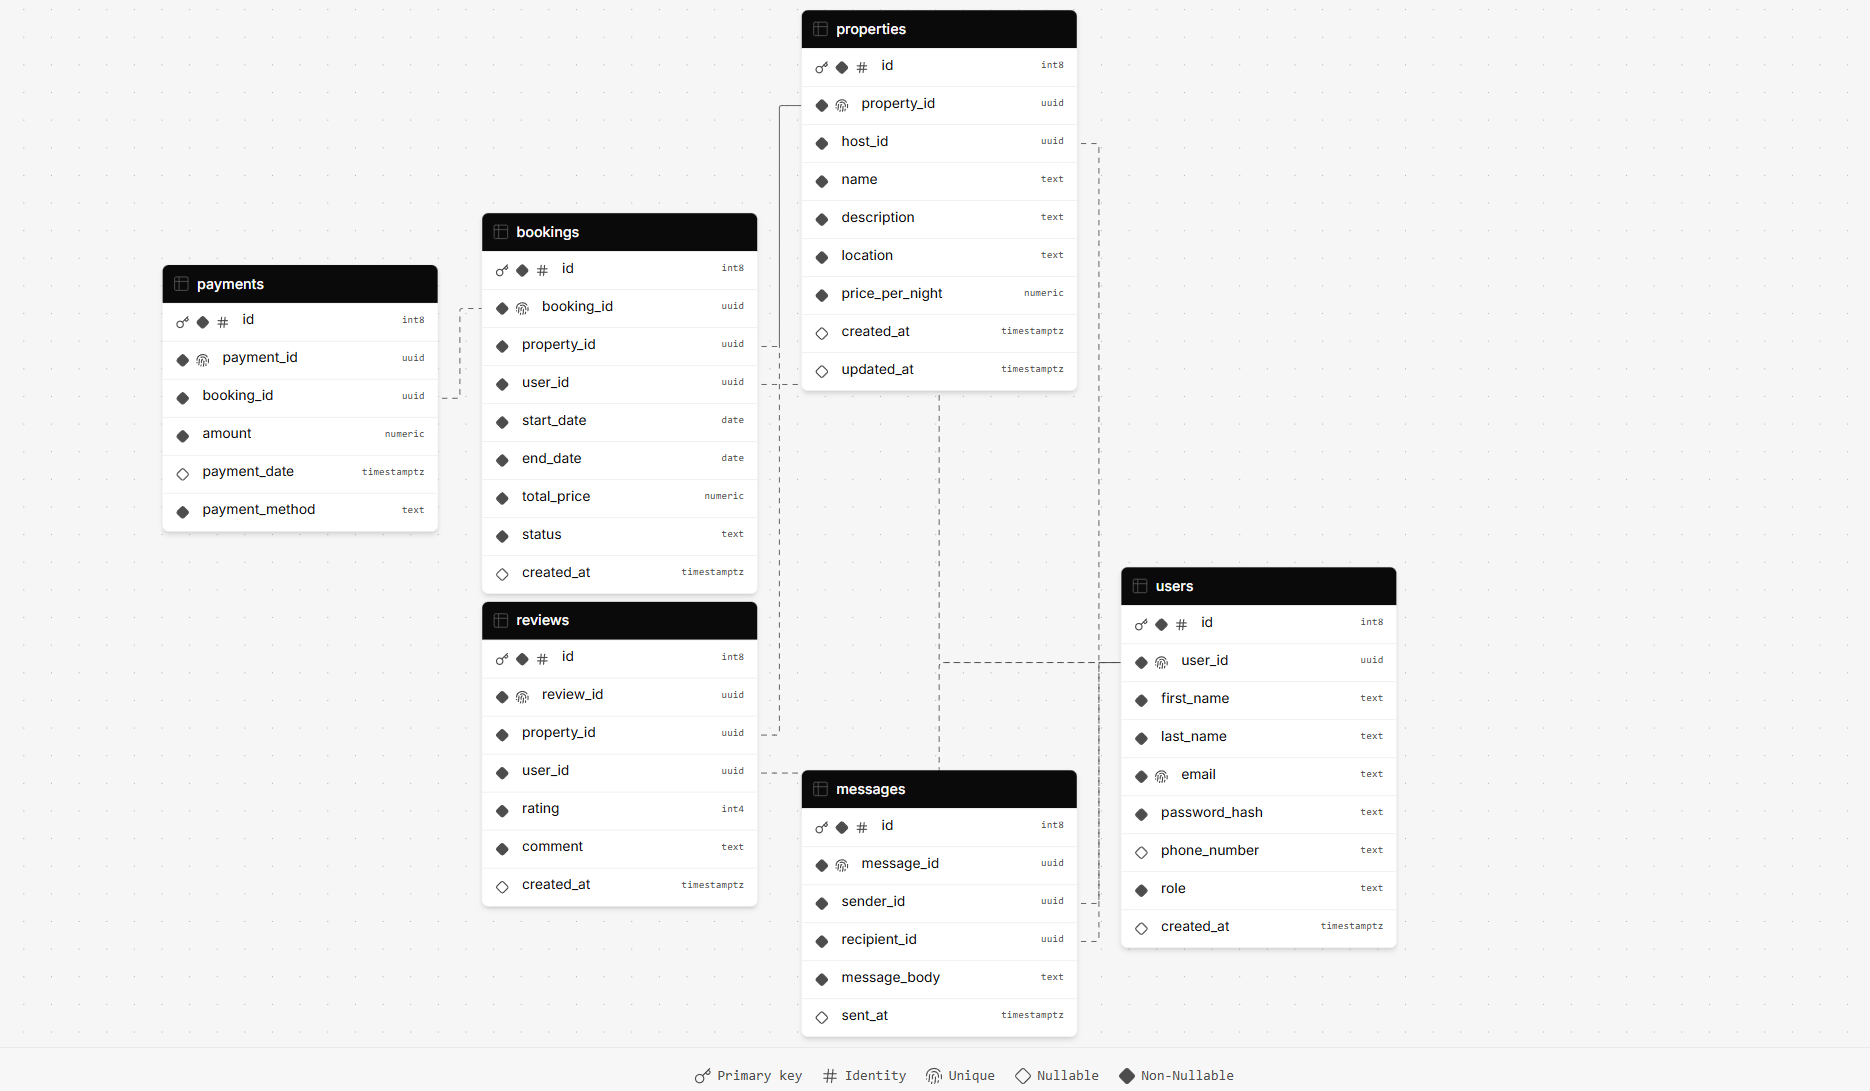 properties
id int8
property_id uuid
host_id uuid
name text
description text
location text
price_per_night numeric
created_at timestamptz
updated_at timestamptz
bookings
id int8
booking_id uuid
property_id uuid
user_id uuid
start_date date
end_date date
total_price numeric
status text
created_at timestamptz
payments
id int8
payment_id uuid
booking_id uuid
amount numeric
payment_date timestamptz
payment_method text
reviews
id int8
review_id uuid
property_id uuid
user_id uuid
rating int4
comment text
created_at timestamptz
messages
id int8
message_id uuid
sender_id uuid
recipient_id uuid
message_body text
sent_at timestamptz
users
id int8
user_id uuid
first_name text
last_name text
email text
password_hash text
phone_number text
role text
created_at timestamptz
Primary key # Identity Unique Nullable Non-Nullable